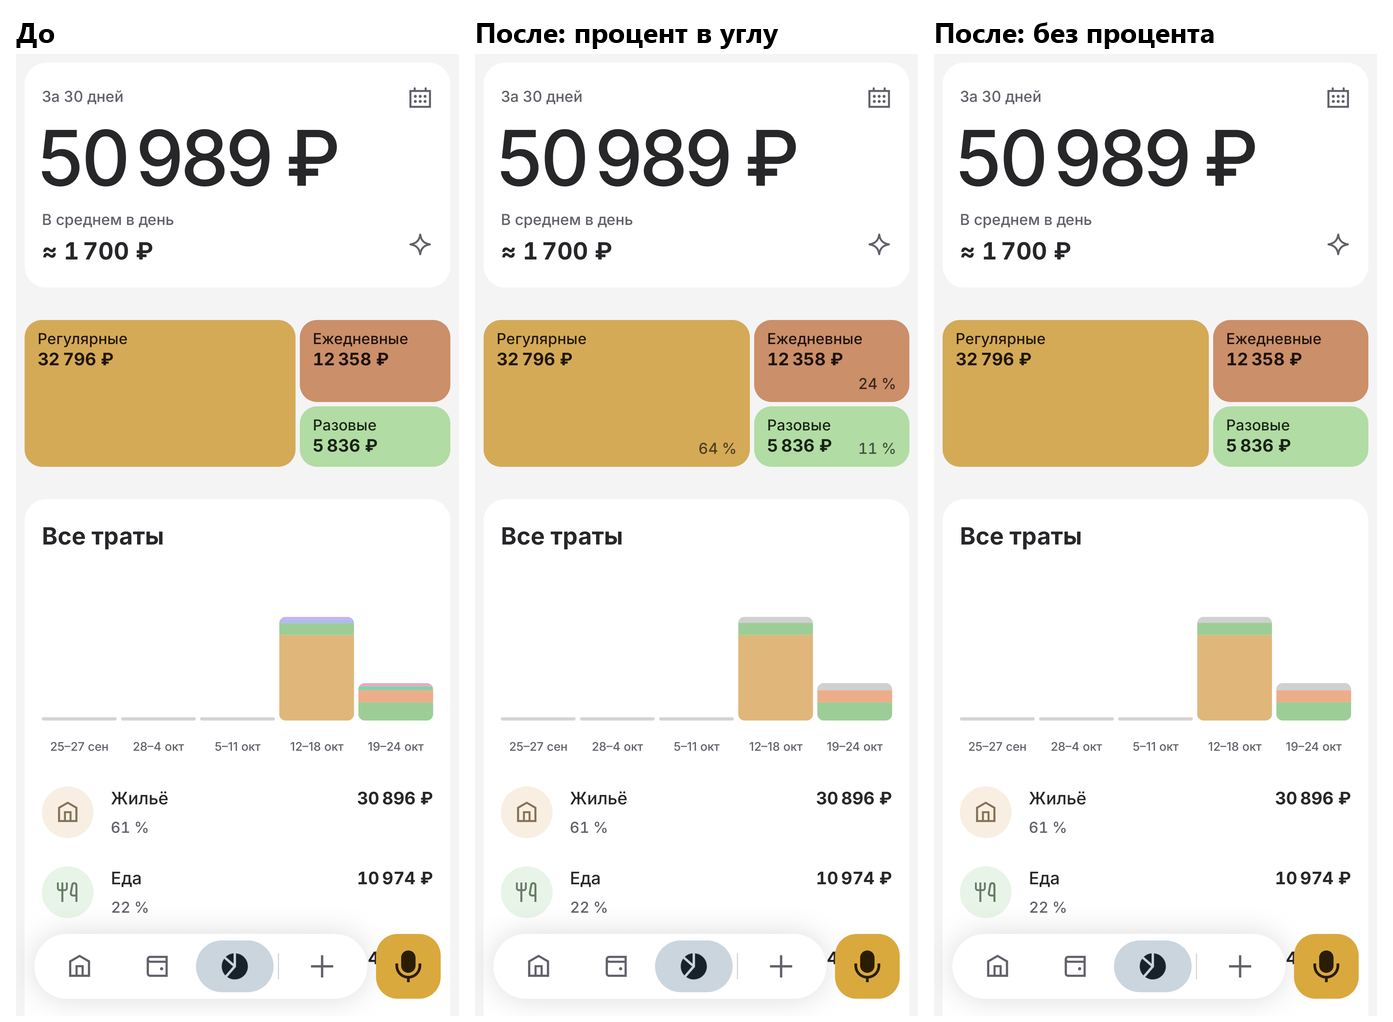 До
За 30 дней
50 989 ₽
В среднем в день
≈ 1 700 ₽
Регулярные
32 796 ₽
Ежедневные
12 358 ₽
Разовые
5 836 ₽
Все траты
25–27 сен 28–4 окт 5–11 окт 12–18 окт 19–24 окт
Жильё 30 896 ₽
61 %
Еда 10 974 ₽
22 %
4
После: процент в углу
За 30 дней
50 989 ₽
В среднем в день
≈ 1 700 ₽
Регулярные
32 796 ₽
64 %
Ежедневные
12 358 ₽
24 %
Разовые
5 836 ₽ 11 %
Все траты
25–27 сен 28–4 окт 5–11 окт 12–18 окт 19–24 окт
Жильё 30 896 ₽
61 %
Еда 10 974 ₽
22 %
4
После: без процента
За 30 дней
50 989 ₽
В среднем в день
≈ 1 700 ₽
Регулярные
32 796 ₽
Ежедневные
12 358 ₽
Разовые
5 836 ₽
Все траты
25–27 сен 28–4 окт 5–11 окт 12–18 окт 19–24 окт
Жильё 30 896 ₽
61 %
Еда 10 974 ₽
22 %
4